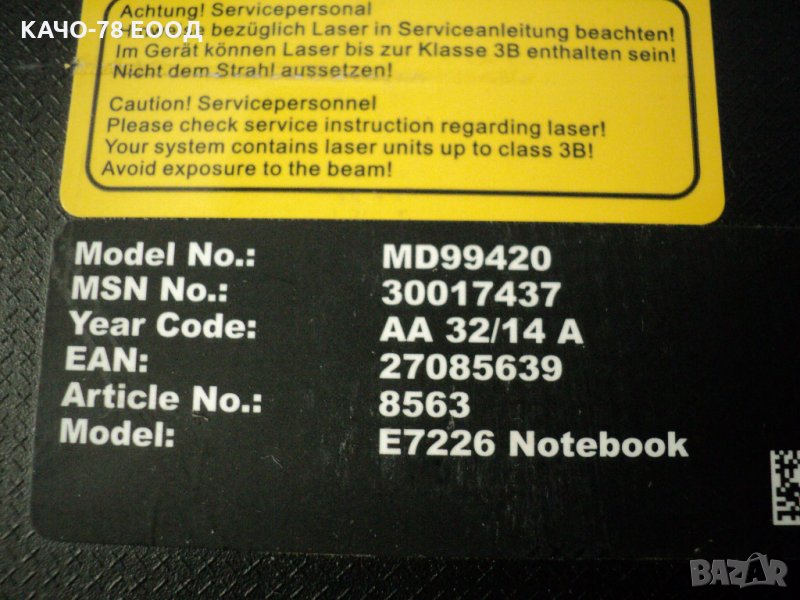 Achtung! Servicepersonal
КАЧО-78 ЕООД
bezüglich Laser in Serviceanleitung beachten!
Im Gerät können Laser bis zur Klasse 3B enthalten sein!
Nicht dem Strahl aussetzen!
Caution! Servicepersonnel
Please check service instruction regarding laser!
Your system contains laser units up to class 3B!
Avoid exposure to the beam!
Model No.: MD99420
MSN No.: 30017437
Year Code: AA 32/14 A
EAN: 27085639
Article No.: 8563
Model: E7226 Notebook
BAZAR